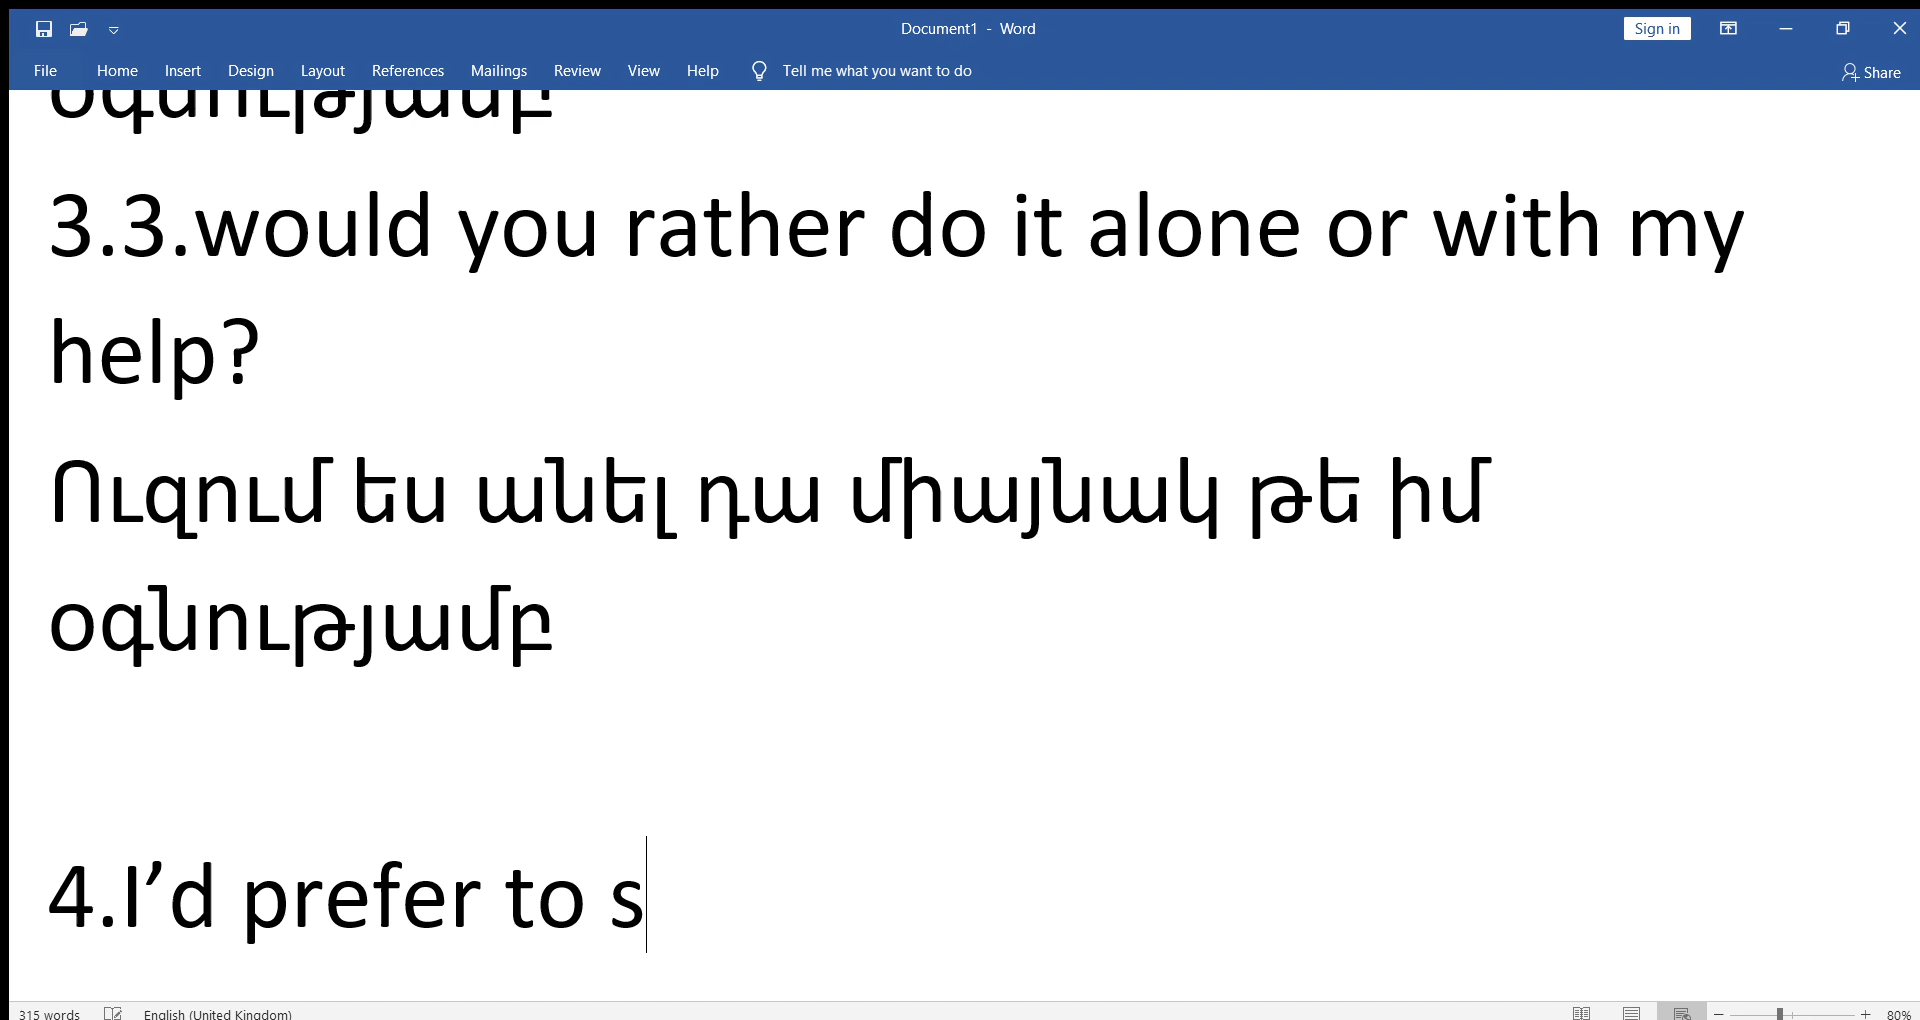 Document1 - Word
Sign in
File Home Insert Design Layout References Mailings Review View Help Tell me what you want to do
Share
օգնությամբ
3.3.would you rather do it alone or with my
help?
Ուզում ես անել դա միայնակ թե իմ
օգնությամբ
4.I’d prefer to s
315 words English (United Kingdom) 80%